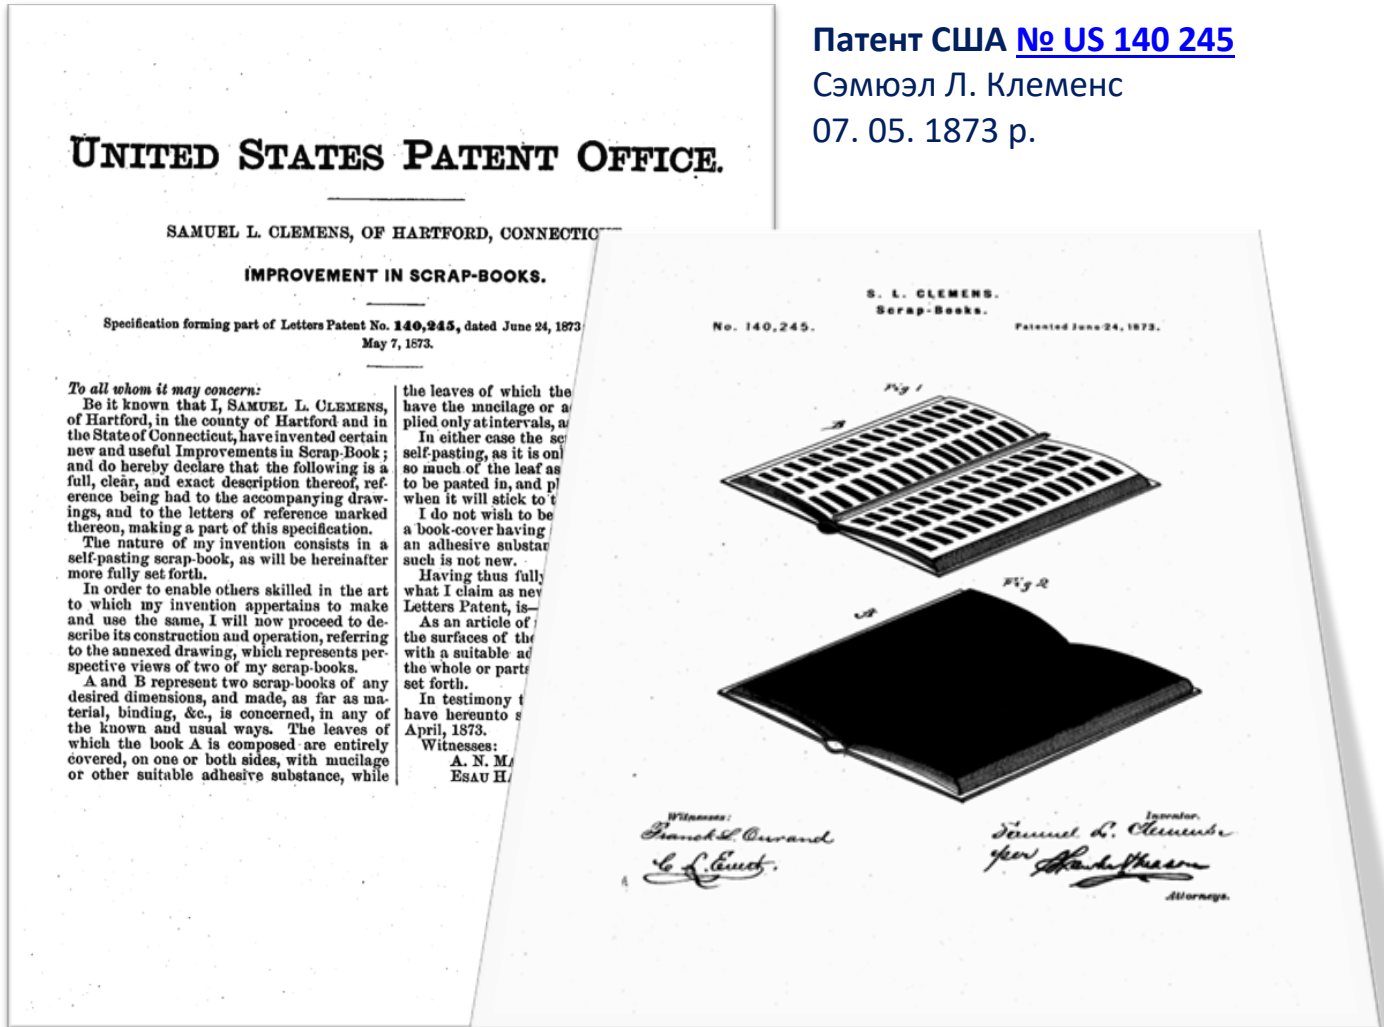 Патент США № US 140 245
Сэмюэл Л. Клеменс
07. 05. 1873 р.
UNITED STATES PATENT OFFICE.
SAMUEL L. CLEMENS, OF HARTFORD,
IMPROVEMENT IN SCRAP-BOOKS.
Specification forming part of Letters Patent No. 140,245, dated June 24, 1873
May 7, 1873.
To all whom it may concern:
Be it known that I, SAMUEL L. CLEMENS,
of Hartford, in the county of Hartford and in
the State of Connecticut, have invented certain
new and useful Improvements in Scrap-Book;
and do hereby declare that the following is a
full, clear, and exact description thereof, ref-
erence being had to the accompanying draw-
ings, and to the letters of reference marked
thereon, making a part of this specification.
The nature of my invention consists in a
self-pasting scrap-book, as will be hereinafter
more fully set forth.
In order to enable others skilled in the art
to which my invention appertains to make
and use the same, I will now proceed to de-
scribe its construction and operation, referring
to the annexed drawing, which represents per-
spective views of two of my scrap-books.
A and B represent two scrap-books of any
desired dimensions, and made, as far as ma-
terial, binding, &c., is concerned, in any of
the known and usual ways. The leaves of
which the book A is composed are entirely
covered, on one or both sides, with mucilage
or other suitable adhesive substance, while
the leaves of which the
have the mucilage or
plied only at intervals,
In either case the
self-pasting, as it is
so much of the leaf as
to be pasted in, and
when it will stick to
I do not wish to be
a book-cover having
an adhesive
such is not new.
Having thus
what I claim as
Letters Patent, is—
As an article of
the surfaces of
with a suitable
the whole or
set forth.
In testimony
have hereunto
April, 1873.
Witnesses:
A. N.
ESAU
S. L. CLEMENS.
Scrap-Books.
No. 140,245.
Patented June 24, 1873.
Fig 1
B
Fig 2
A
Witnesses:
Franck L. Ourand
C. L. Evert.
Inventor.
Samuel L. Clemens
per
Attorneys.